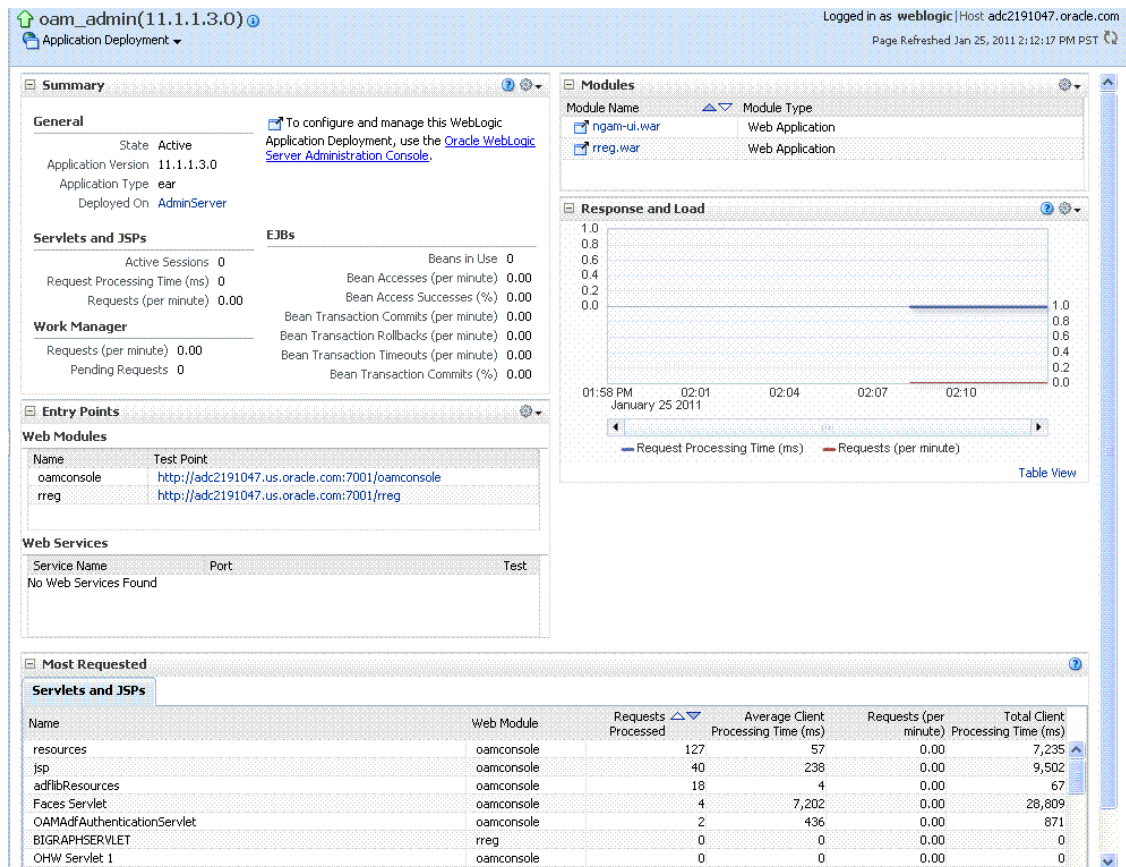 oam_admin(11.1.1.3.0)
Logged in as weblogic|Host adc2191047.oracle.com
Application Deployment
Page Refreshed Jan 25, 2011 2:12:17 PM PST
Summary
General
State Active
Application Version 11.1.1.3.0
Application Type ear
Deployed On AdminServer
To configure and manage this WebLogic
Application Deployment, use the Oracle WebLogic
Server Administration Console.
Servlets and JSPs
Active Sessions 0
Request Processing Time (ms) 0
Requests (per minute) 0.00
Work Manager
Requests (per minute) 0.00
Pending Requests 0
EJBs
Beans in Use 0
Bean Accesses (per minute) 0.00
Bean Access Successes (%) 0.00
Bean Transaction Commits (per minute) 0.00
Bean Transaction Rollbacks (per minute) 0.00
Bean Transaction Timeouts (per minute) 0.00
Bean Transaction Commits (%) 0.00
Modules
Module Name Module Type
ngam-ui.war Web Application
rreg.war Web Application
Response and Load
1.0
0.8
0.6
0.4
0.2
0.0
1.0
0.8
0.6
0.4
0.2
0.0
01:58 PM 02:01 02:04 02:07 02:10
January 25 2011
Request Processing Time (ms) Requests (per minute)
Table View
Entry Points
Web Modules
Name Test Point
oamconsole http://adc2191047.us.oracle.com:7001/oamconsole
rreg http://adc2191047.us.oracle.com:7001/rreg
Web Services
Service Name Port Test
No Web Services Found
Most Requested
Servlets and JSPs
Name Web Module Requests Processed Average Client Processing Time (ms) Requests (per minute) Total Client Processing Time (ms)
resources oamconsole 127 57 0.00 7,235
jsp oamconsole 40 238 0.00 9,502
adflibResources oamconsole 18 4 0.00 67
Faces Servlet oamconsole 4 7,202 0.00 28,809
OAMAdfAuthenticationServlet oamconsole 2 436 0.00 871
BIGRAPHSERVLET rreg 0 0 0.00 0
OHW Servlet 1 oamconsole 0 0 0.00 0